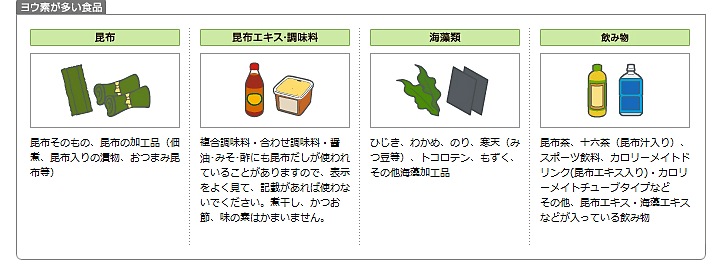 ヨウ素が多い食品
昆布
昆布そのもの、昆布の加工品（佃
煮、昆布入りの漬物、おつまみ昆
布等）
昆布エキス・調味料
複合調味料・合わせ調味料・醤
油・みそ・酢にも昆布だしが使われ
ていることがありますので、表示
をよく見て、記載があれば使わな
いでください。煮干し、かつお
節、味の素はかまいません。
海藻類
ひじき、わかめ、のり、寒天（み
つ豆等）、トコロテン、もずく、
その他海藻加工品
飲み物
昆布茶、十六茶（昆布汁入り）、
スポーツ飲料、カロリーメイトド
リンク(昆布エキス入り)・カロリ
ーメイトチューブタイプなど
その他、昆布エキス・海藻エキス
などが入っている飲み物